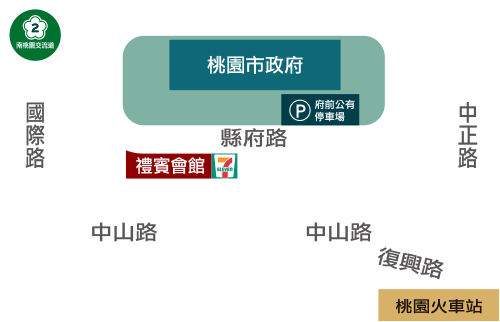 2
南桃園交流道
桃園市政府
P
府前公有
停車場
國際路
中正路
縣府路
禮賓會館
7
ELEVEN
中山路
中山路
復興路
桃園火車站